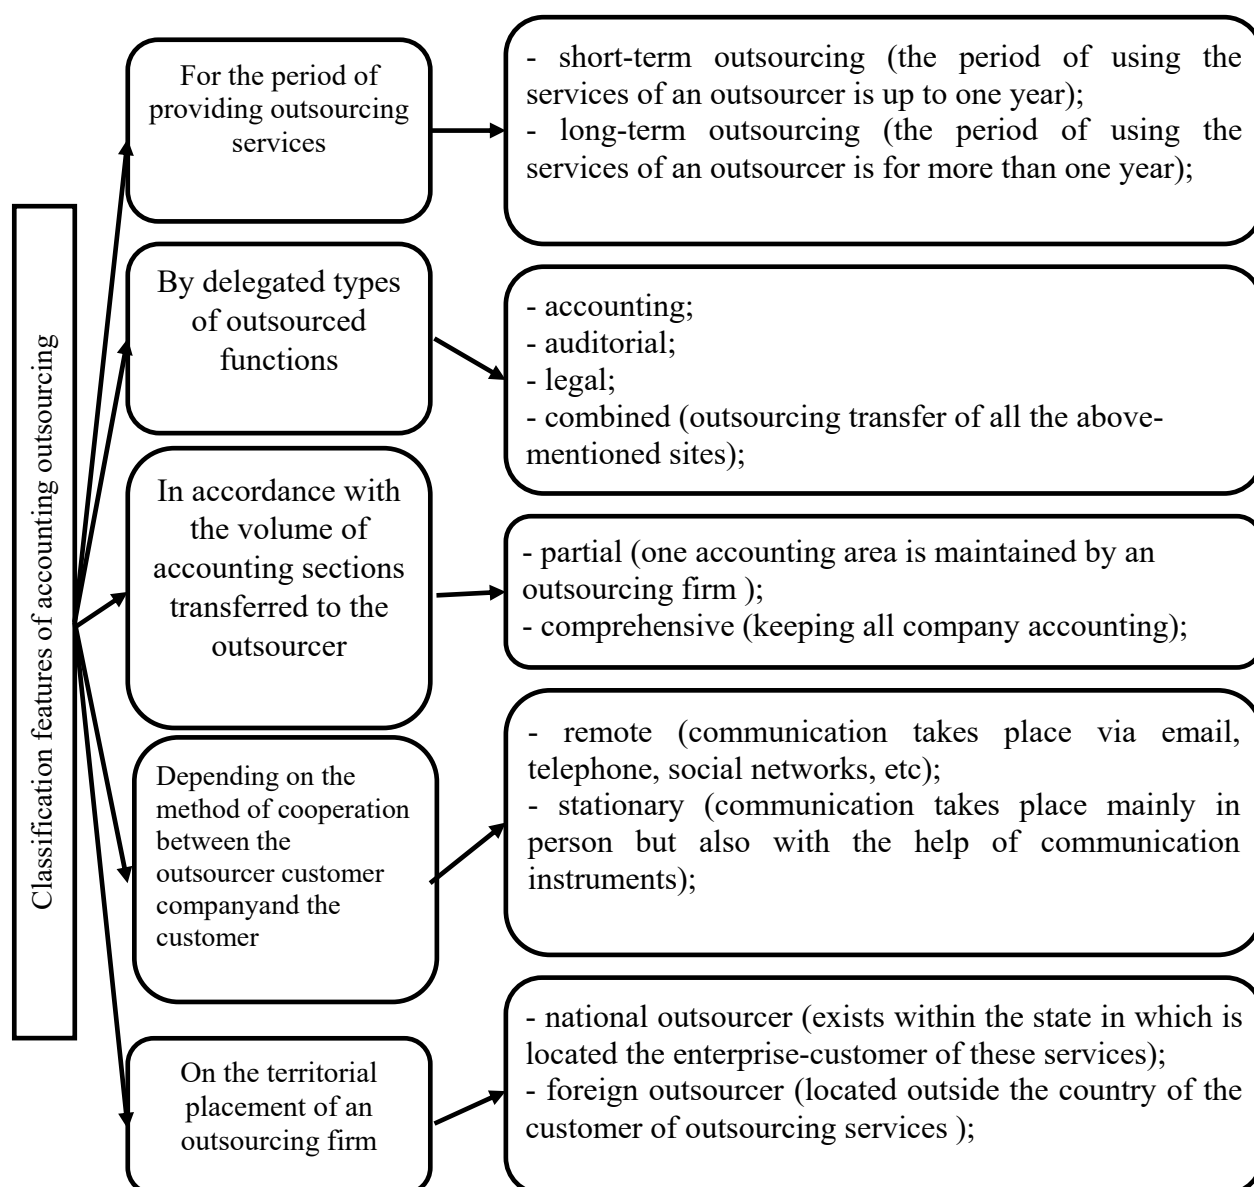 Classification features of accounting outsourcing
For the period of
providing outsourcing
services
- short-term outsourcing (the period of using the
services of an outsourcer is up to one year);
- long-term outsourcing (the period of using the
services of an outsourcer is for more than one year);
By delegated types
of outsourced
functions
- accounting;
- auditorial;
- legal;
- combined (outsourcing transfer of all the above-
mentioned sites);
In accordance with
the volume of
accounting sections
transferred to the
outsourcer
- partial (one accounting area is maintained by an
outsourcing firm );
- comprehensive (keeping all company accounting);
Depending on the
method of cooperation
between the
outsourcer customer
companyand the
customer
- remote (communication takes place via email,
telephone, social networks, etc);
- stationary (communication takes place mainly in
person but also with the help of communication
instruments);
On the territorial
placement of an
outsourcing firm
- national outsourcer (exists within the state in which is
located the enterprise-customer of these services);
- foreign outsourcer (located outside the country of the
customer of outsourcing services );